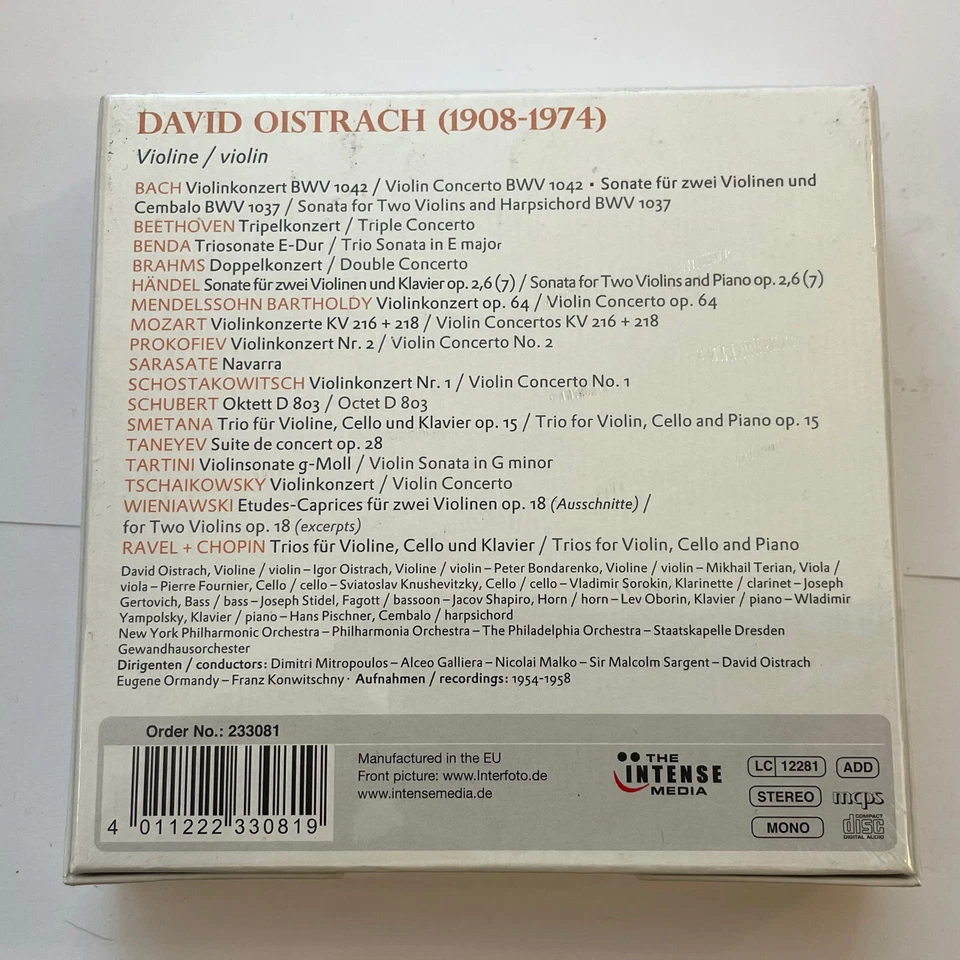 DAVID OISTRACH (1908-1974)
Violine / violin
BACH Violinkonzert BWV 1042 / Violin Concerto BWV 1042 • Sonate für zwei Violinen und
Cembalo BWV 1037 / Sonata for Two Violins and Harpsichord BWV 1037
BEETHOVEN Tripelkonzert / Triple Concerto
BENDA Triosonate E-Dur / Trio Sonata in E major
BRAHMS Doppelkonzert / Double Concerto
HÄNDEL Sonate für zwei Violinen und Klavier op. 2,6 (7) / Sonata for Two Violins and Piano op. 2,6 (7)
MENDELSSOHN BARTHOLDY Violinkonzert op. 64 / Violin Concerto op. 64
MOZART Violinkonzerte KV 216 + 218 / Violin Concertos KV 216 + 218
PROKOFIEV Violinkonzert Nr. 2 / Violin Concerto No. 2
SARASATE Navarra
SCHOSTAKOWITSCH Violinkonzert Nr. 1 / Violin Concerto No. 1
SCHUBERT Oktett D 803 / Octet D 803
SMETANA Trio für Violine, Cello und Klavier op. 15 / Trio for Violin, Cello and Piano op. 15
TANEYEV Suite de concert op. 28
TARTINI Violinsonate g-Moll / Violin Sonata in G minor
TSCHAIKOWSKY Violinkonzert / Violin Concerto
WIENIAWSKI Etudes-Caprices für zwei Violinen op. 18 (Ausschnitte) /
for Two Violins op. 18 (excerpts)
RAVEL + CHOPIN Trios für Violine, Cello und Klavier / Trios for Violin, Cello and Piano
David Oistrach, Violine / violin – Igor Oistrach, Violine / violin – Peter Bondarenko, Violine / violin – Mikhail Terian, Viola /
viola – Pierre Fournier, Cello / cello – Sviatoslav Knushevitzky, Cello / cello – Vladimir Sorokin, Klarinette / clarinet – Joseph
Gertovich, Bass / bass – Joseph Stidel, Fagott / bassoon – Jacov Shapiro, Horn / horn – Lev Oborin, Klavier / piano – Wladimir
Yampolsky, Klavier / piano – Hans Pischner, Cembalo / harpsichord
New York Philharmonic Orchestra – Philharmonia Orchestra – The Philadelphia Orchestra – Staatskapelle Dresden
Gewandhausorchester
Dirigenten / conductors: Dimitri Mitropoulos – Alceo Galliera – Nicolai Malko – Sir Malcolm Sargent – David Oistrach
Eugene Ormandy – Franz Konwitschny · Aufnahmen / recordings: 1954-1958
Order No.: 233081
4 011222 330819
Manufactured in the EU
Front picture: www.Interfoto.de
www.intensemedia.de
THE
INTENSE
MEDIA
LC 12281
ADD
STEREO
mcps
MONO
COMPACT
disc
DIGITAL AUDIO